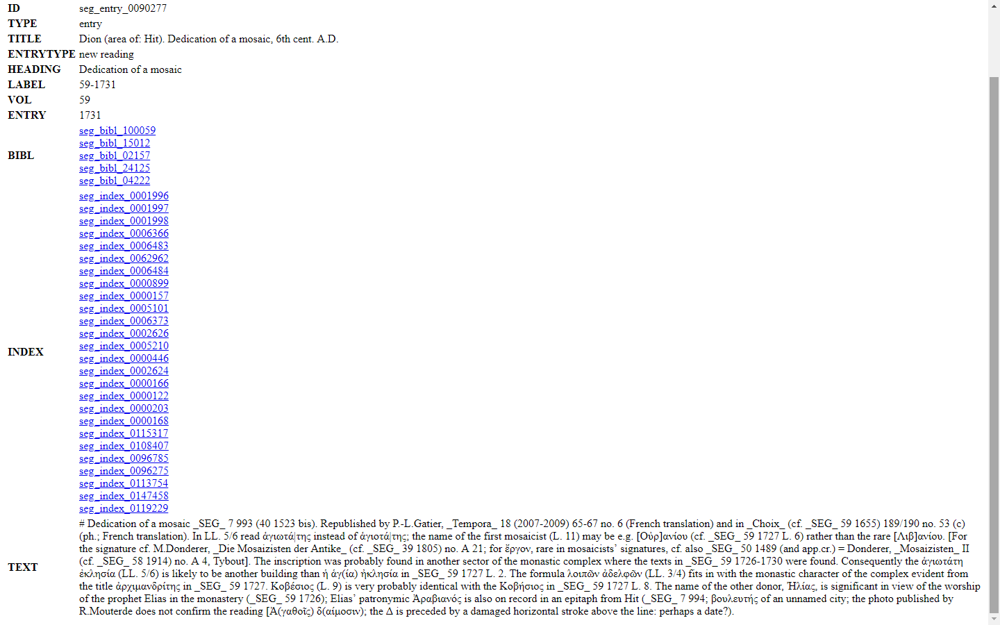 ID seg_entry_0090277
TYPE entry
TITLE Dion (area of: Hit). Dedication of a mosaic, 6th cent. A.D.
ENTRYTYPE new reading
HEADING Dedication of a mosaic
LABEL 59-1731
VOL 59
ENTRY 1731
BIBL
seg_bibl_100059
seg_bibl_15012
seg_bibl_02157
seg_bibl_24125
seg_bibl_04222
INDEX
seg_index_0001996
seg_index_0001997
seg_index_0001998
seg_index_0006366
seg_index_0006483
seg_index_0062962
seg_index_0006484
seg_index_0000899
seg_index_0000157
seg_index_0005101
seg_index_0006373
seg_index_0002626
seg_index_0005210
seg_index_0000446
seg_index_0002624
seg_index_0000166
seg_index_0000122
seg_index_0000203
seg_index_0000168
seg_index_0115317
seg_index_0108407
seg_index_0096785
seg_index_0096275
seg_index_0113754
seg_index_0147458
seg_index_0119229
TEXT
# Dedication of a mosaic _SEG_ 7 993 (40 1523 bis). Republished by P.-L.Gatier, _Tempora_ 18 (2007-2009) 65-67 no. 6 (French translation) and in _Choix_ (cf. _SEG_ 59 1655) 189/190 no. 53 (c)
(ph.; French translation). In LL. 5/6 read ἁγιωτά|της instead of ἁγιοτά|της; the name of the first mosaicist (L. 11) may be e.g. [Οὐρ]ανίου (cf. _SEG_ 59 1727 L. 6) rather than the rare [Λιβ]ανίου. [For
the signature cf. M.Donderer, _Die Mosaizisten der Antike_ (cf. _SEG_ 39 1805) no. A 21; for ἔργον, rare in mosaicists’ signatures, cf. also _SEG_ 50 1489 (and app.cr.) = Donderer, _Mosaizisten_ II
(cf. _SEG_ 58 1914) no. A 4, Tybout]. The inscription was probably found in another sector of the monastic complex where the texts in _SEG_ 59 1726-1730 were found. Consequently the ἁγιωτάτη
ἐκλησία (LL. 5/6) is likely to be another building than ἡ ἁγ(ία) ἠκλησία in _SEG_ 59 1727 L. 2. The formula λοιπῶν ἀδελφῶν (LL. 3/4) fits in with the monastic character of the complex evident from
the title ἀρχιμανδρίτης in _SEG_ 59 1727. Κοβέσιος (L. 9) is very probably identical with the Κοβήσιος in _SEG_ 59 1727 L. 8. The name of the other donor, Ἠλίας, is significant in view of the worship
of the prophet Elias in the monastery (_SEG_ 59 1726); Elias’ patronymic Ἀραβιανός is also on record in an epitaph from Hit (_SEG_ 7 994; βουλευτής of an unnamed city; the photo published by
R.Mouterde does not confirm the reading [Ἀ(γαθοῖς) δ(αίμοσιν); the Δ is preceded by a damaged horizontal stroke above the line: perhaps a date?).